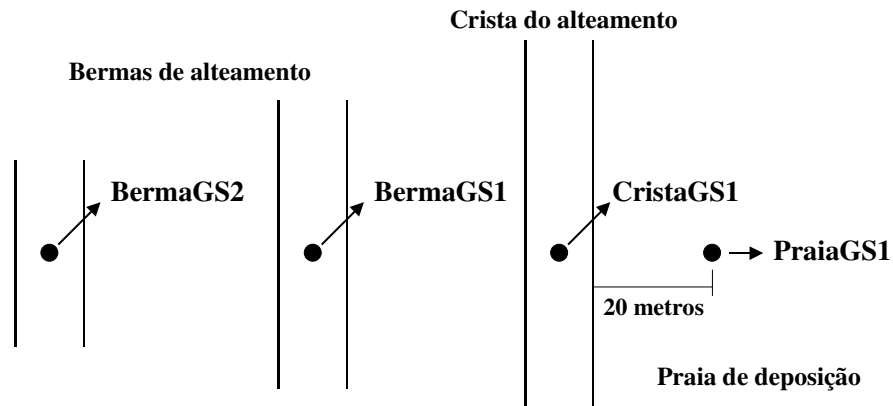 Crista do alteamento
Bermas de alteamento
BermaGS2
BermaGS1
CristaGS1
PraiaGS1
20 metros
Praia de deposição